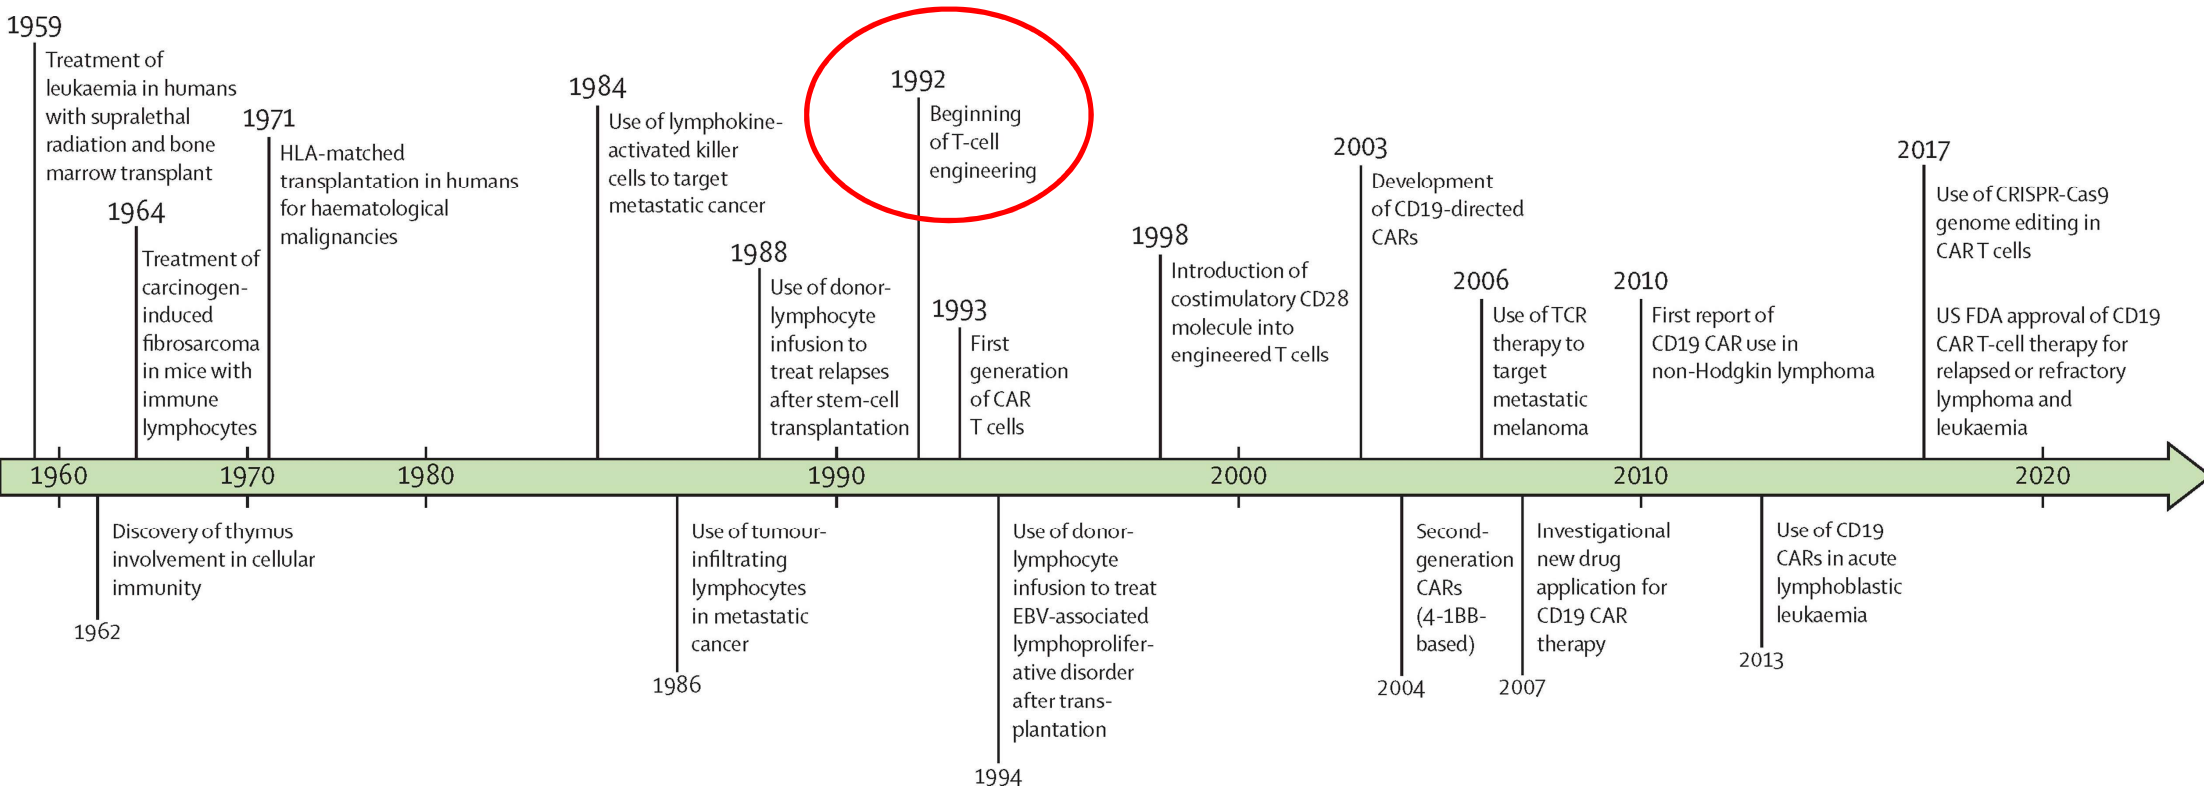 1959
Treatment of
leukaemia in humans
with supralethal
radiation and bone
marrow transplant
1964
Treatment of
carcinogen-
induced
fibrosarcoma
in mice with
immune
lymphocytes
1971
HLA-matched
transplantation in humans
for haematological
malignancies
1984
Use of lymphokine-
activated killer
cells to target
metastatic cancer
1988
Use of donor-
lymphocyte
infusion to
treat relapses
after stem-cell
transplantation
1992
Beginning
of T-cell
engineering
1993
First
generation
of CAR
T cells
1998
Introduction of
costimulatory CD28
molecule into
engineered T cells
2003
Development
of CD19-directed
CARs
2006
Use of TCR
therapy to
target
metastatic
melanoma
2010
First report of
CD19 CAR use in
non-Hodgkin lymphoma
2017
Use of CRISPR-Cas9
genome editing in
CAR T cells
US FDA approval of CD19
CAR T-cell therapy for
relapsed or refractory
lymphoma and
leukaemia
1960 1970 1980 1990 2000 2010 2020
Discovery of thymus
involvement in cellular
immunity
1962
Use of tumour-
infiltrating
lymphocytes
in metastatic
cancer
1986
Use of donor-
lymphocyte
infusion to treat
EBV-associated
lymphoprolifer-
ative disorder
after trans-
plantation
1994
Second-
generation
CARs
(4-1BB-
based)
2004
Investigational
new drug
application for
CD19 CAR
therapy
2007
Use of CD19
CARs in acute
lymphoblastic
leukaemia
2013